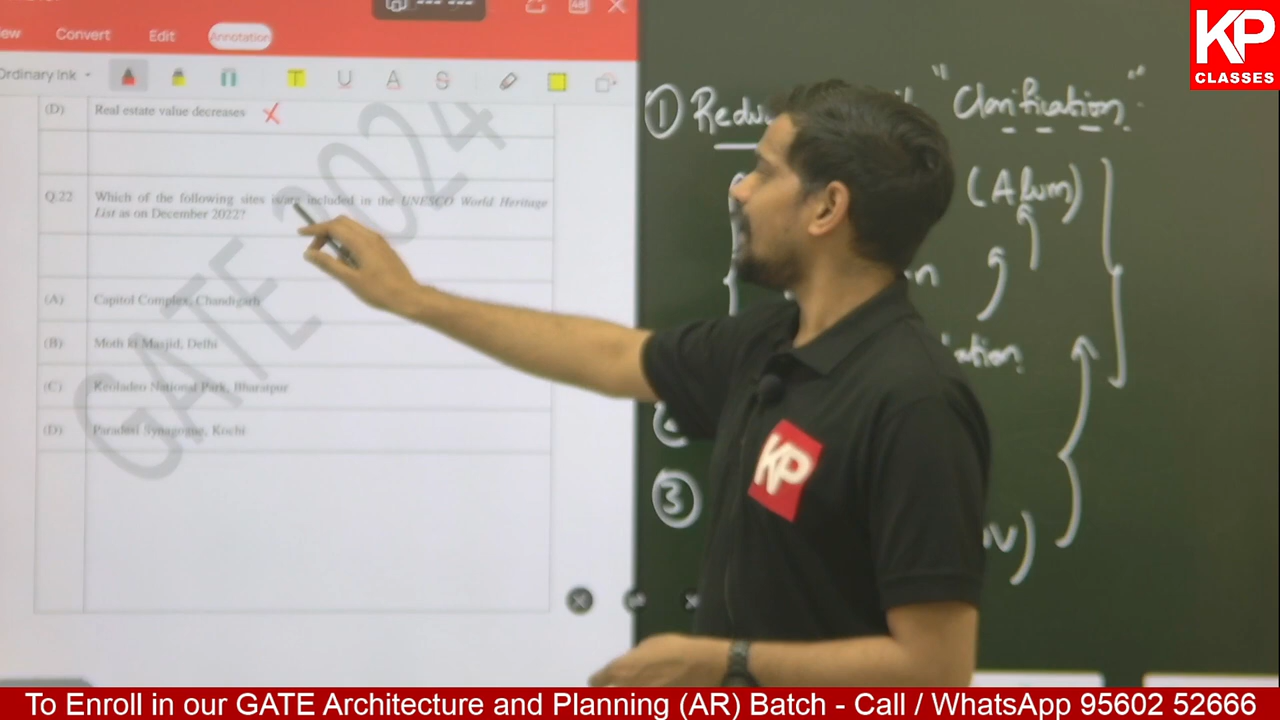 KP
CLASSES
Convert
Edit
Annotation
Ordinary Ink
(D) Real estate value decreases
Q.22 Which of the following sites is/are included in the UNESCO World Heritage
List as on December 2022?
(A) Capitol Complex, Chandigarh
(B) Moth ki Masjid, Delhi
(C) Keoladeo National Park, Bharatpur
(D) Paradesi Synagogue, Kochi
GATE 2024
① "Clarification"
(Alum)
③
KP
To Enroll in our GATE Architecture and Planning (AR) Batch - Call / WhatsApp 95602 52666